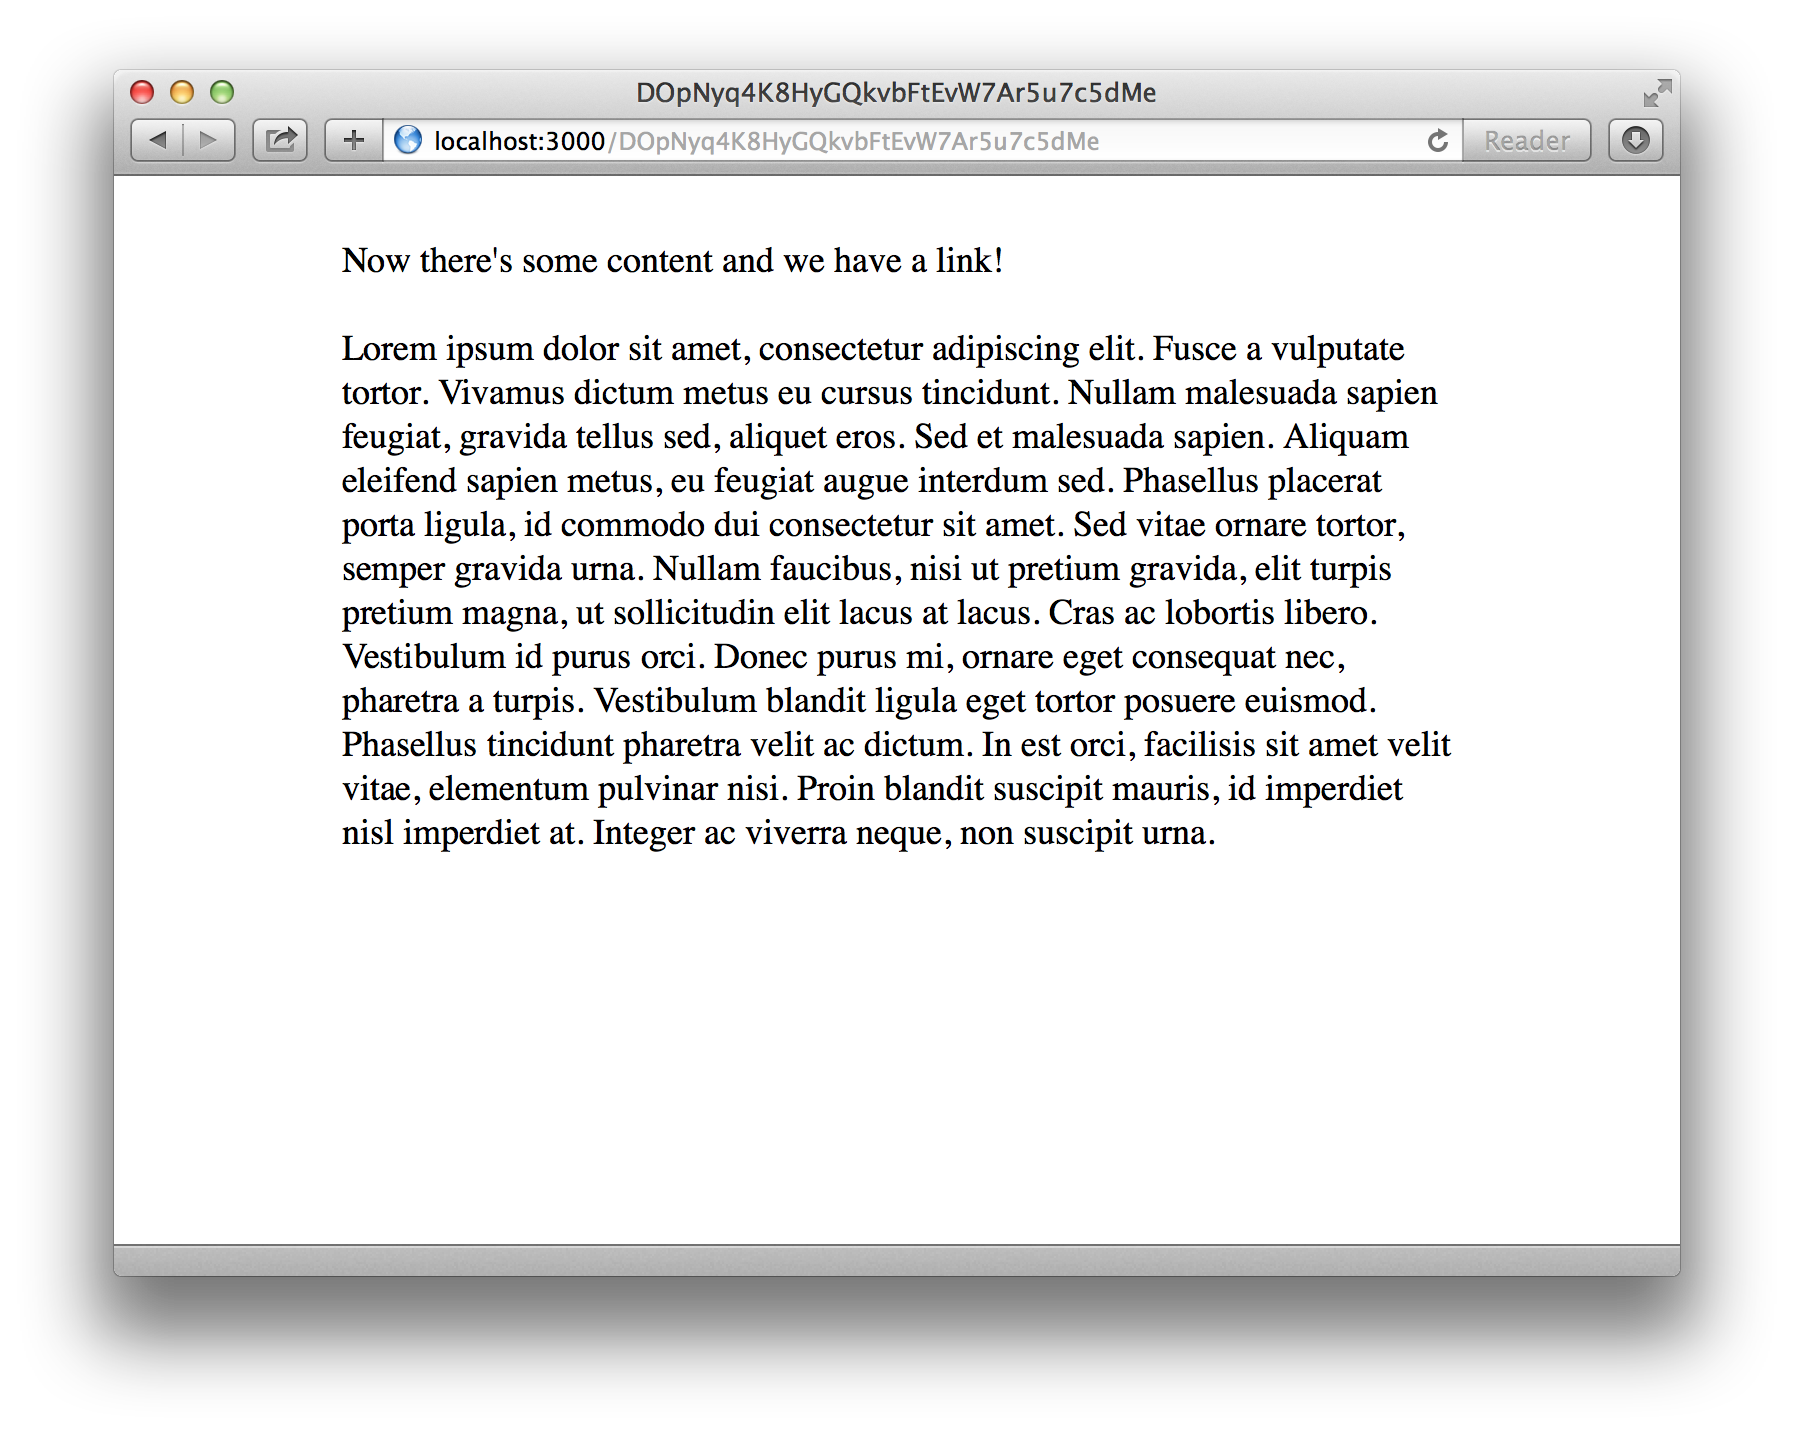 DOpNyq4K8HyGQkvbFtEvW7Ar5u7c5dMe
localhost:3000/DOpNyq4K8HyGQkvbFtEvW7Ar5u7c5dMe Reader
Now there's some content and we have a link!
Lorem ipsum dolor sit amet, consectetur adipiscing elit. Fusce a vulputate
tortor. Vivamus dictum metus eu cursus tincidunt. Nullam malesuada sapien
feugiat, gravida tellus sed, aliquet eros. Sed et malesuada sapien. Aliquam
eleifend sapien metus, eu feugiat augue interdum sed. Phasellus placerat
porta ligula, id commodo dui consectetur sit amet. Sed vitae ornare tortor,
semper gravida urna. Nullam faucibus, nisi ut pretium gravida, elit turpis
pretium magna, ut sollicitudin elit lacus at lacus. Cras ac lobortis libero.
Vestibulum id purus orci. Donec purus mi, ornare eget consequat nec,
pharetra a turpis. Vestibulum blandit ligula eget tortor posuere euismod.
Phasellus tincidunt pharetra velit ac dictum. In est orci, facilisis sit amet velit
vitae, elementum pulvinar nisi. Proin blandit suscipit mauris, id imperdiet
nisl imperdiet at. Integer ac viverra neque, non suscipit urna.